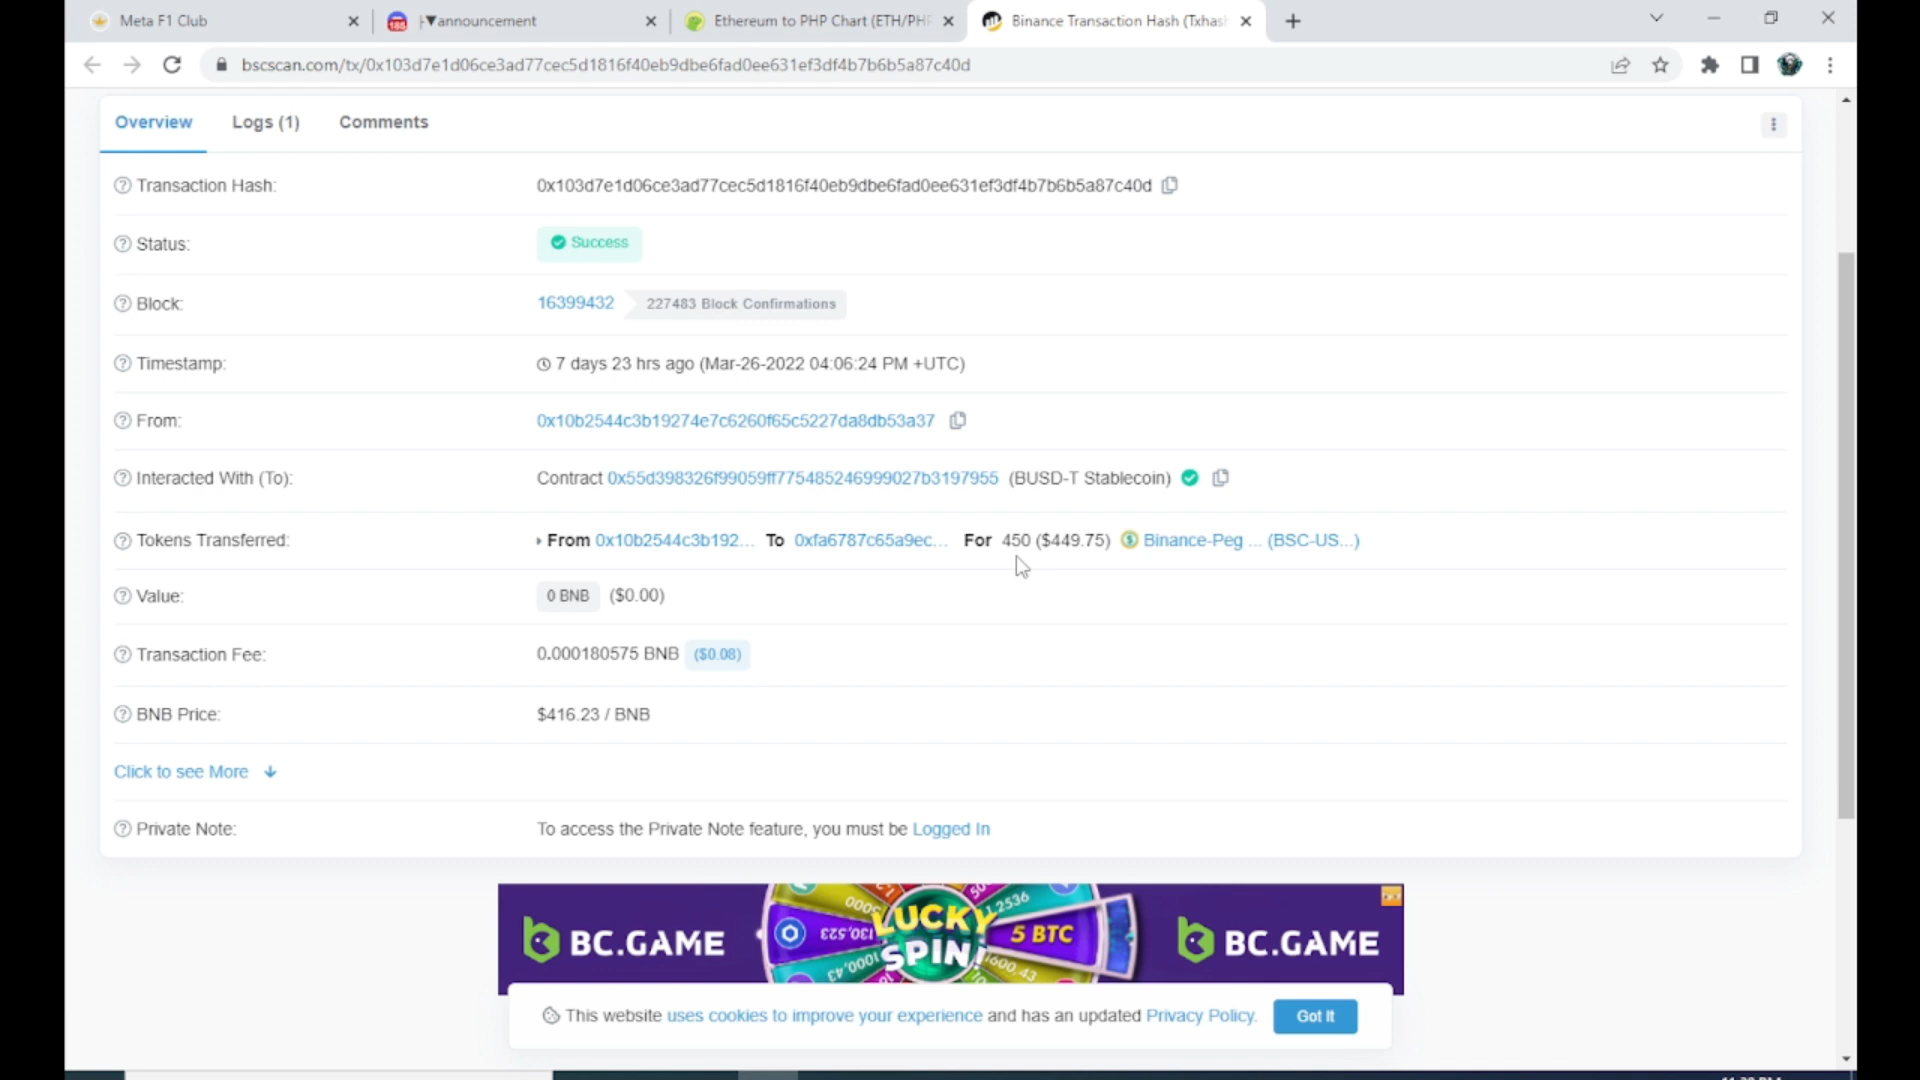 Meta F1 Club
announcement
Ethereum to PHP Chart (ETH/PHP
Binance Transaction Hash (Txhash
bscscan.com/tx/0x103d7e1d06ce3ad77cec5d1816f40eb9dbe6fad0ee631ef3df4b7b6b5a87c40d
Overview Logs (1) Comments
Transaction Hash: 0x103d7e1d06ce3ad77cec5d1816f40eb9dbe6fad0ee631ef3df4b7b6b5a87c40d
Status: Success
Block: 16399432 227483 Block Confirmations
Timestamp: 7 days 23 hrs ago (Mar-26-2022 04:06:24 PM +UTC)
From: 0x10b2544c3b19274e7c6260f65c5227da8db53a37
Interacted With (To): Contract 0x55d398326f99059ff775485246999027b3197955 (BUSD-T Stablecoin)
Tokens Transferred: From 0x10b2544c3b192... To 0xfa6787c65a9ec... For 450 ($449.75) Binance-Peg ... (BSC-US...)
Value: 0 BNB ($0.00)
Transaction Fee: 0.000180575 BNB ($0.08)
BNB Price: $416.23 / BNB
Click to see More
Private Note: To access the Private Note feature, you must be Logged In
BC.GAME LUCKY SPIN! 5 BTC BC.GAME
This website uses cookies to improve your experience and has an updated Privacy Policy. Got It